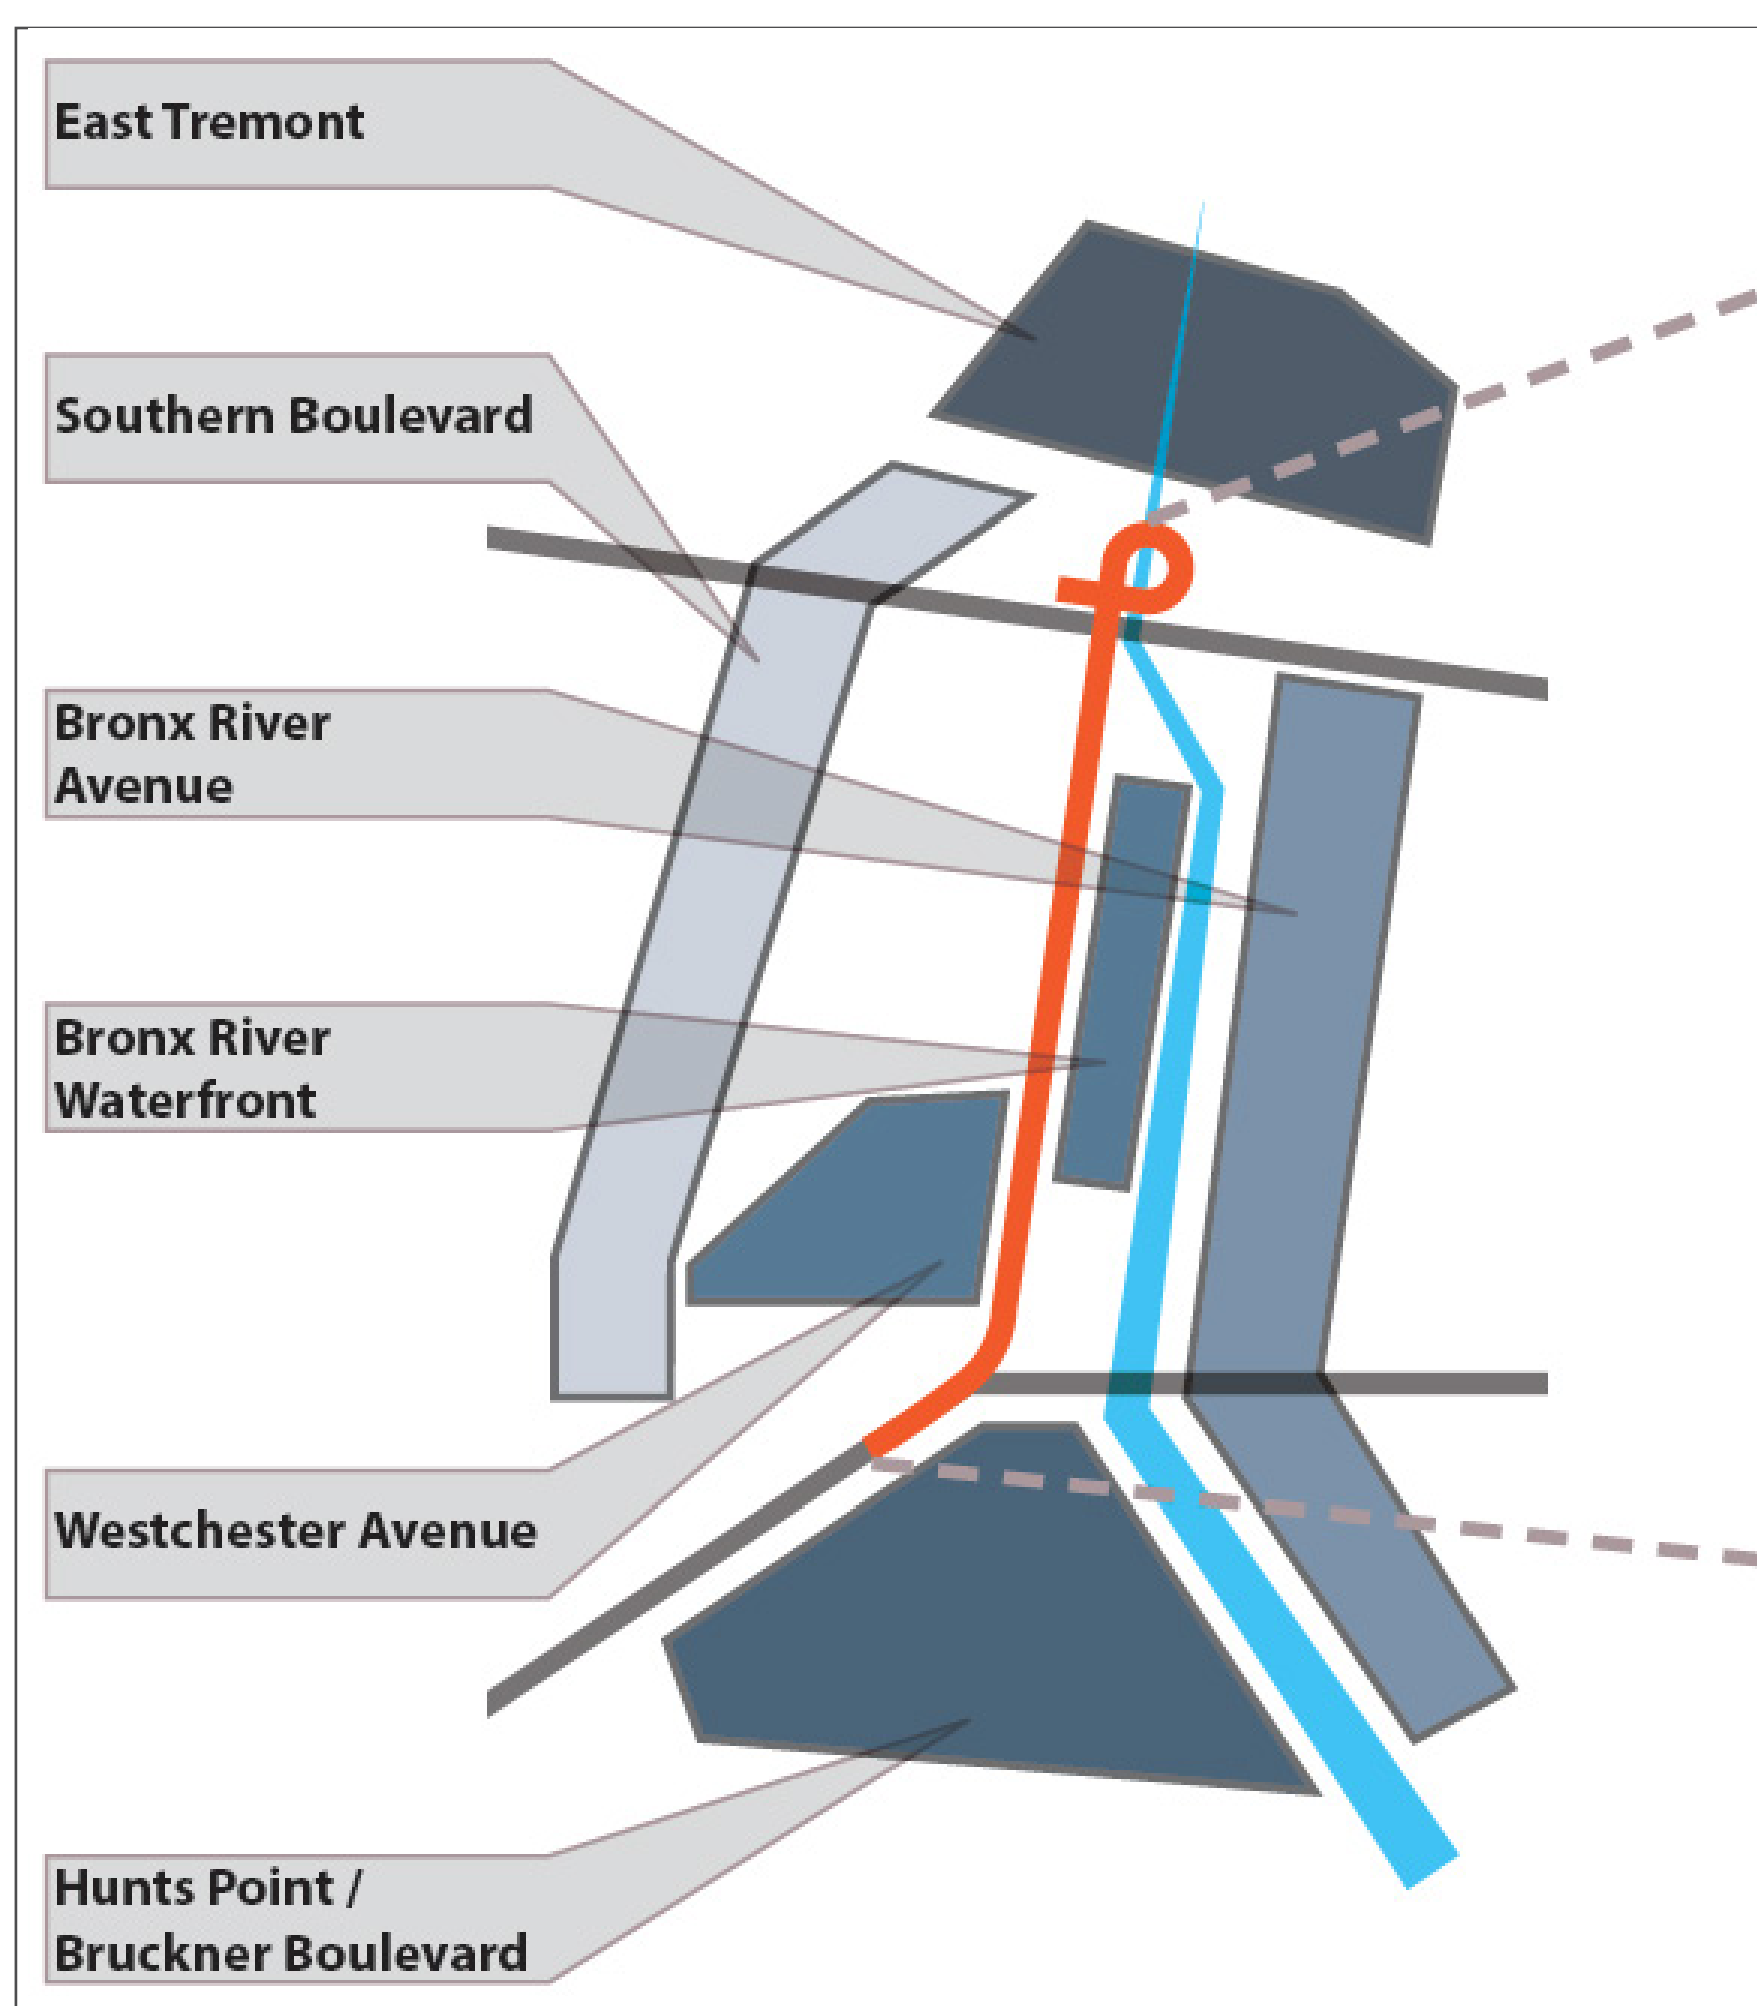 East Tremont
Southern Boulevard
Bronx River
Avenue
Bronx River
Waterfront
Westchester Avenue
Hunts Point /
Bruckner Boulevard